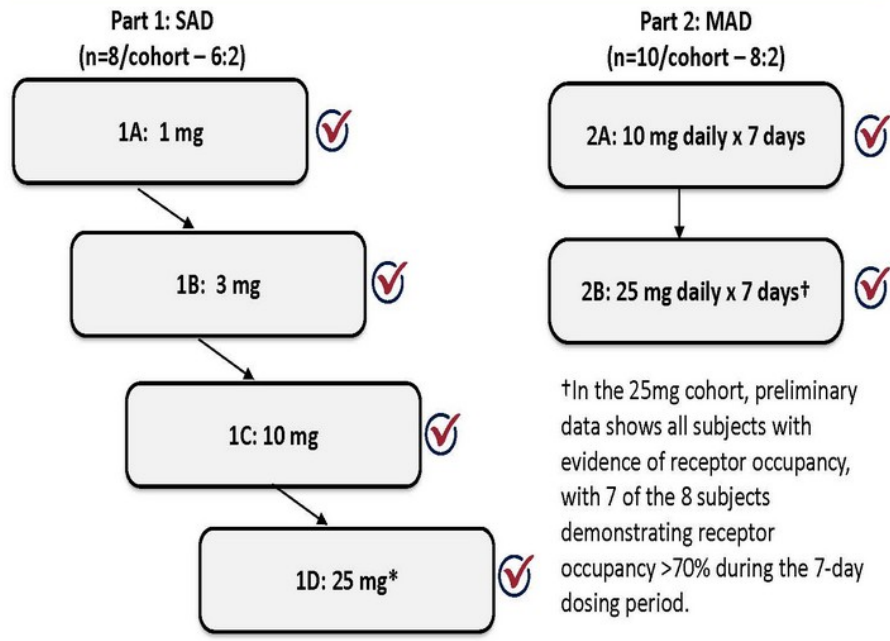 Part 1: SAD
(n=8/cohort – 6:2)
1A: 1 mg
1B: 3 mg
1C: 10 mg
1D: 25 mg*
Part 2: MAD
(n=10/cohort – 8:2)
2A: 10 mg daily x 7 days
2B: 25 mg daily x 7 days†
†In the 25mg cohort, preliminary
data shows all subjects with
evidence of receptor occupancy,
with 7 of the 8 subjects
demonstrating receptor
occupancy >70% during the 7-day
dosing period.